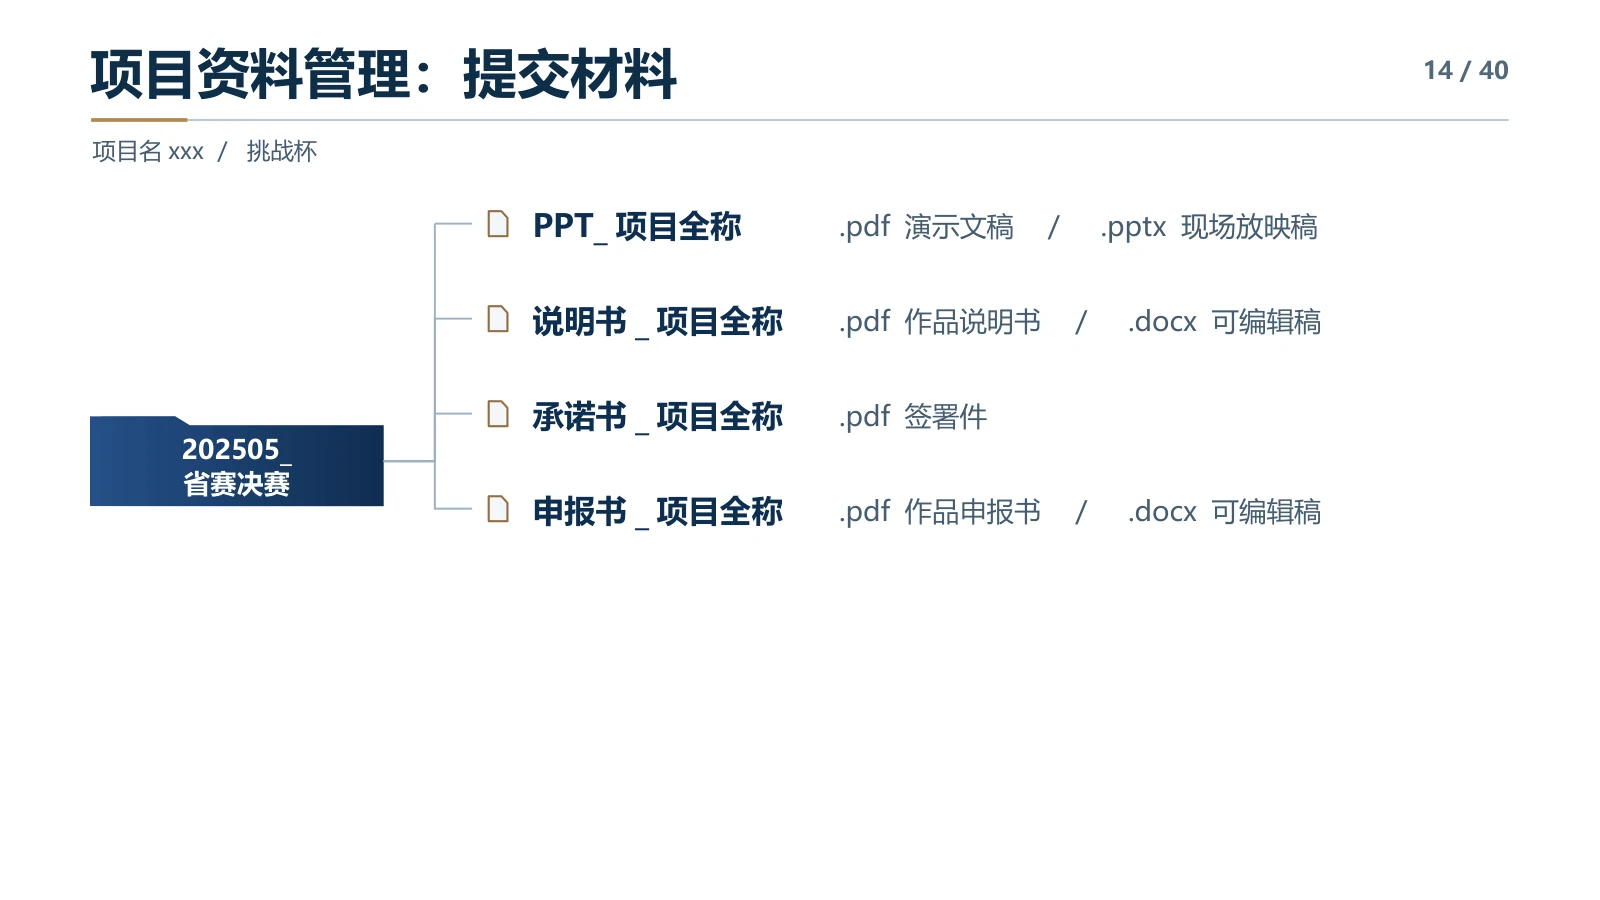 项目资料管理：提交材料
14 / 40
项目名 xxx / 挑战杯
PPT_ 项目全称 .pdf 演示文稿 / .pptx 现场放映稿
说明书 _ 项目全称 .pdf 作品说明书 / .docx 可编辑稿
承诺书 _ 项目全称 .pdf 签署件
202505_
省赛决赛
申报书 _ 项目全称 .pdf 作品申报书 / .docx 可编辑稿